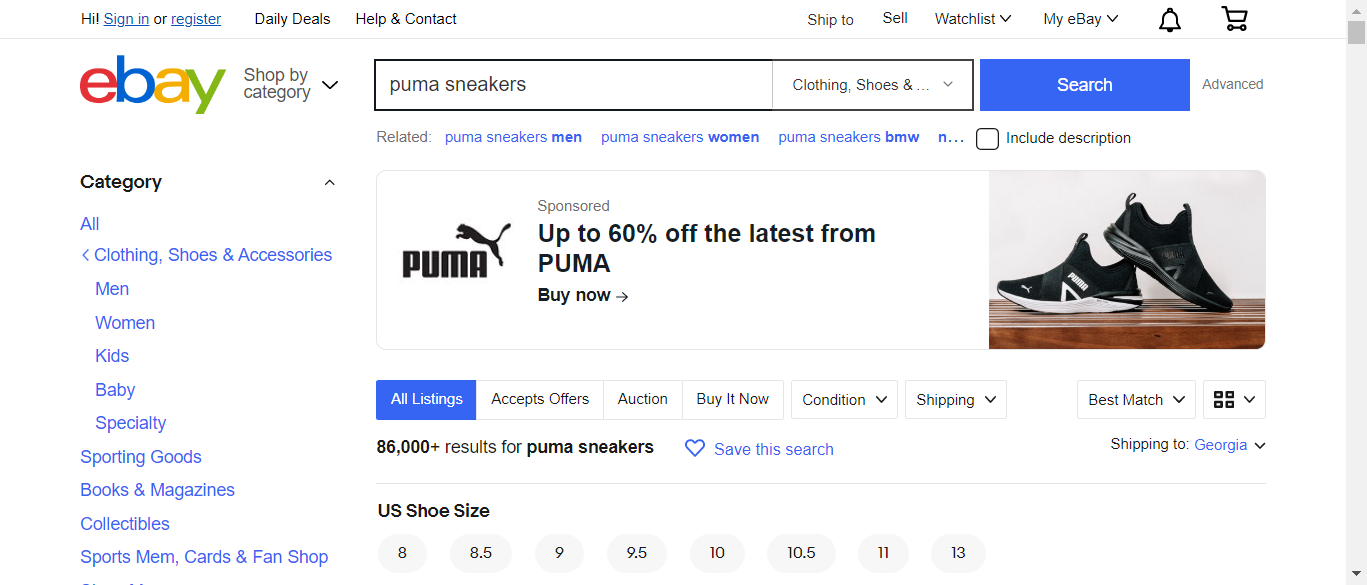 Hi! Sign in or register Daily Deals Help & Contact Ship to Sell Watchlist My eBay
ebay
Shop by
category
puma sneakers Clothing, Shoes & ... Search Advanced
Related: puma sneakers men puma sneakers women puma sneakers bmw n... Include description
Category
All
Clothing, Shoes & Accessories
Men
Women
Kids
Baby
Specialty
Sporting Goods
Books & Magazines
Collectibles
Sports Mem, Cards & Fan Shop
PUMA
Sponsored
Up to 60% off the latest from
PUMA
Buy now →
PUMA
All Listings Accepts Offers Auction Buy It Now Condition Shipping Best Match
86,000+ results for puma sneakers Save this search Shipping to: Georgia
US Shoe Size
8 8.5 9 9.5 10 10.5 11 13